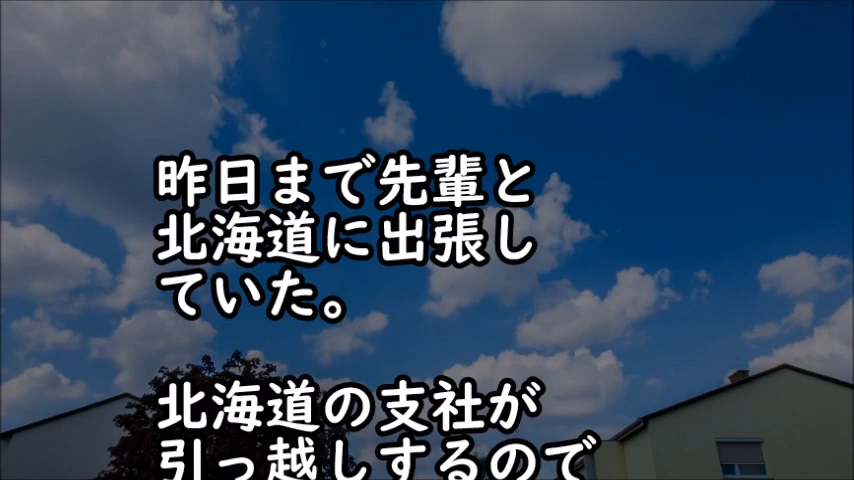 昨日まで先輩と
北海道に出張し
ていた。
北海道の支社が
引っ越しするので